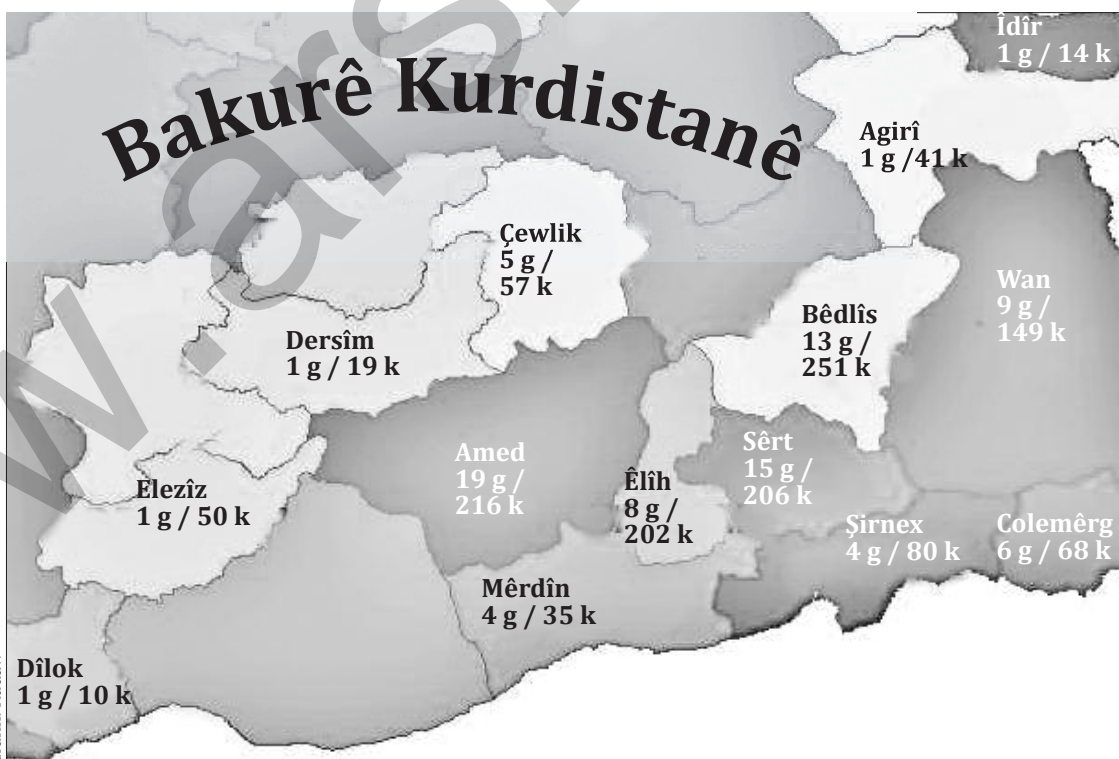 Bakurê Kurdistanê
Îdîr
1 g / 14 k
Agirî
1 g /41 k
Çewlik
5 g /
57 k
Wan
9 g /
149 k
Bêdlîs
13 g /
251 k
Dersîm
1 g / 19 k
Amed
19 g /
216 k
Sêrt
15 g /
206 k
Êlîh
8 g /
202 k
Elezîz
1 g / 50 k
Şirnex
4 g / 80 k
Colemêrg
6 g / 68 k
Mêrdîn
4 g / 35 k
Dîlok
1 g / 10 k
w.ars